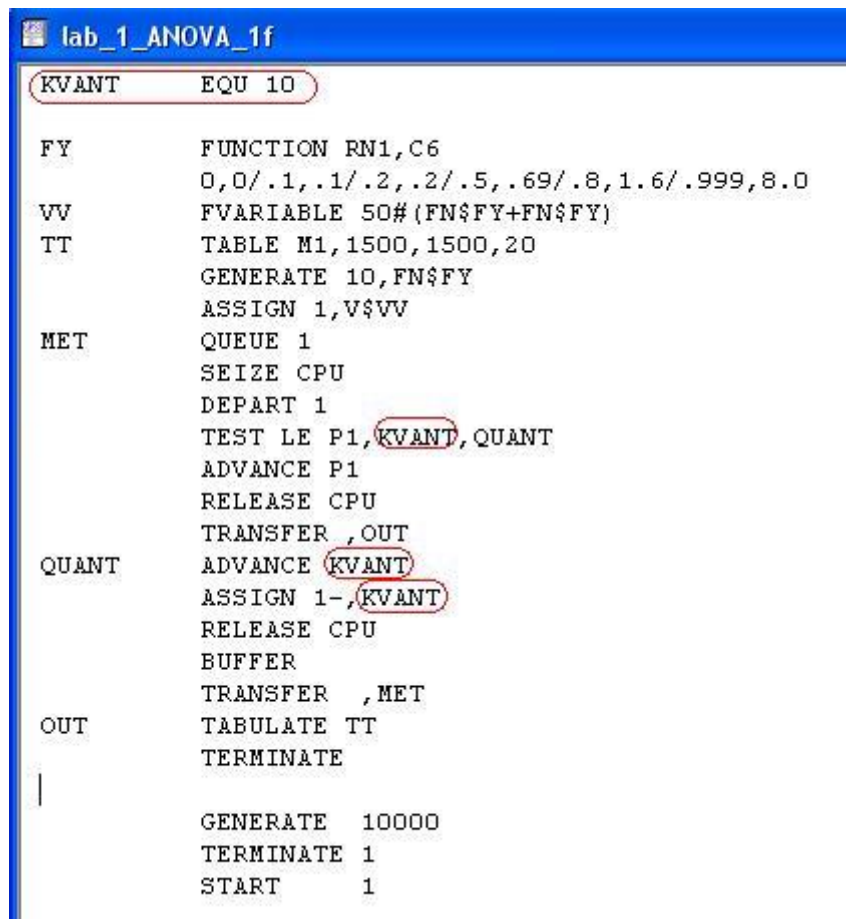 lab_1_ANOVA_1f
KVANT EQU 10
FY FUNCTION RN1,C6
0,0/.1,.1/.2,.2/.5,.69/.8,1.6/.999,8.0
VV FVARIABLE 50#(FN$FY+FN$FY)
TT TABLE M1,1500,1500,20
GENERATE 10,FN$FY
ASSIGN 1,V$VV
MET QUEUE 1
SEIZE CPU
DEPART 1
TEST LE P1,KVANT,QUANT
ADVANCE P1
RELEASE CPU
TRANSFER ,OUT
QUANT ADVANCE KVANT
ASSIGN 1-,KVANT
RELEASE CPU
BUFFER
TRANSFER ,MET
OUT TABULATE TT
TERMINATE
GENERATE 10000
TERMINATE 1
START 1